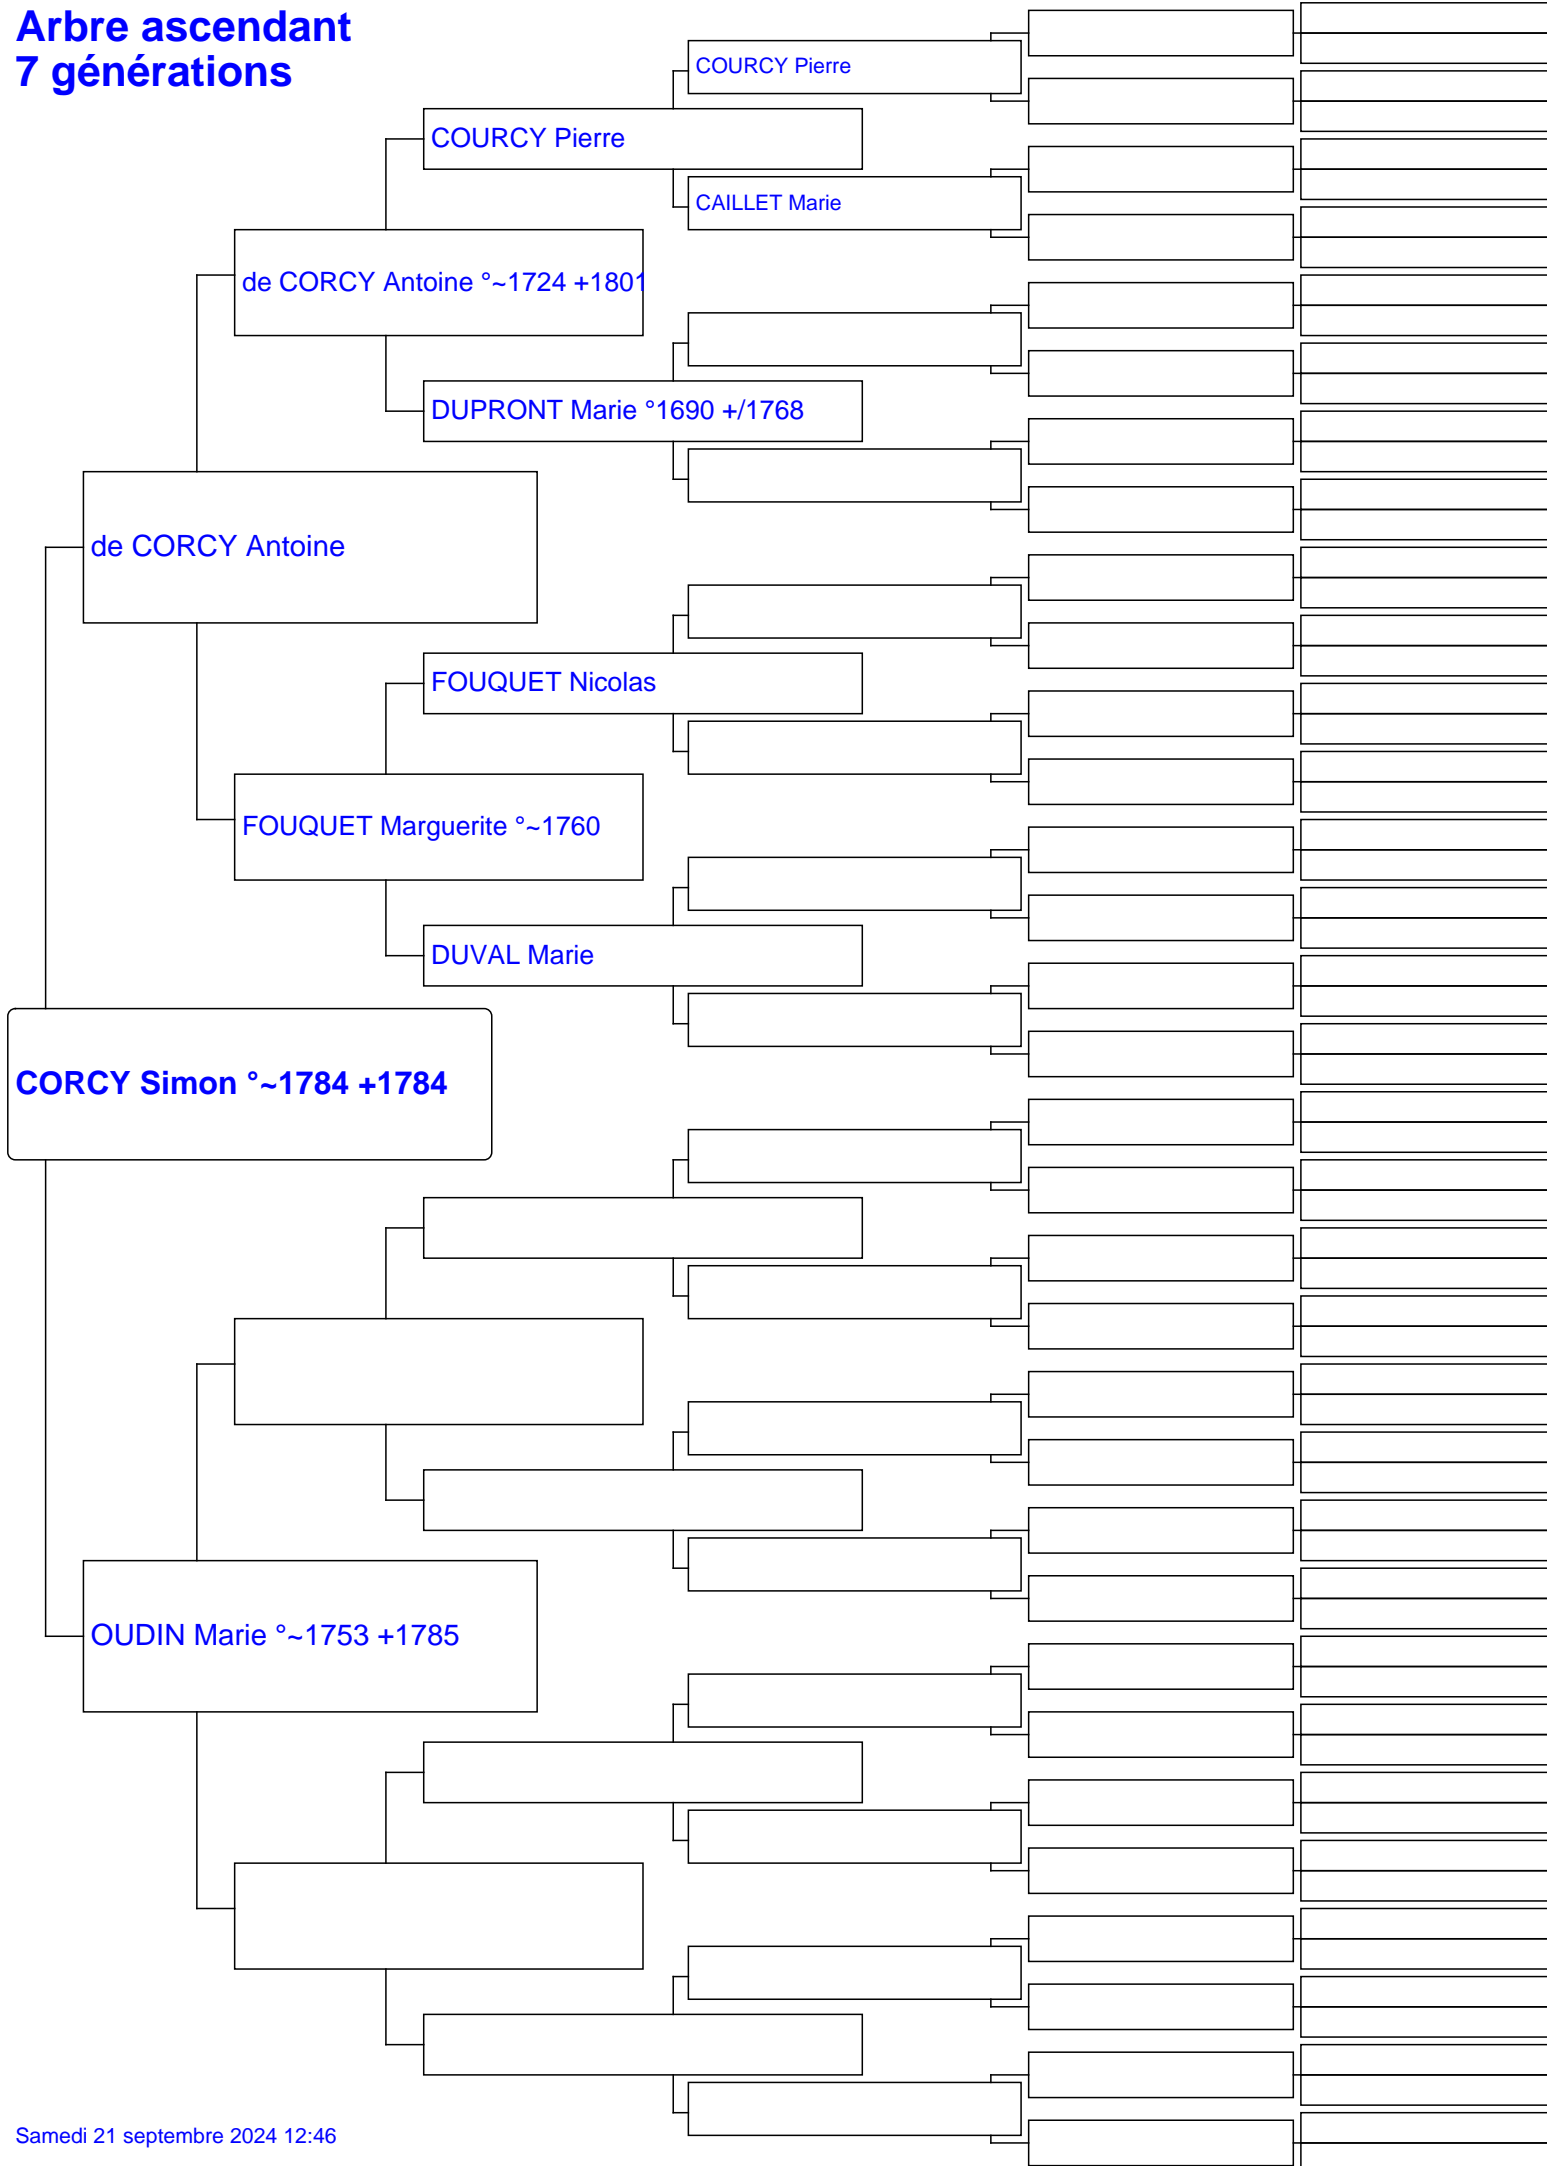 Arbre ascendant
7 générations
COURCY Pierre
COURCY Pierre
CAILLET Marie
de CORCY Antoine °~1724 +1801
DUPRONT Marie °1690 +/1768
de CORCY Antoine
FOUQUET Nicolas
FOUQUET Marguerite °~1760
DUVAL Marie
CORCY Simon °~1784 +1784
OUDIN Marie °~1753 +1785
Samedi 21 septembre 2024 12:46